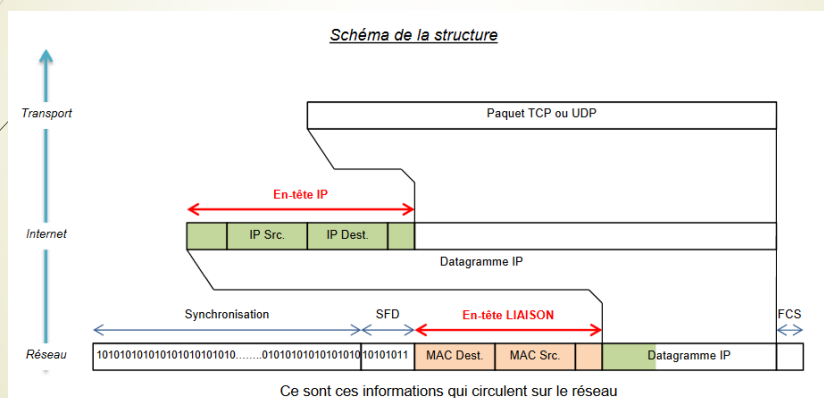 Schéma de la structure
Transport
Paquet TCP ou UDP
En-tête IP
Internet
IP Src.
IP Dest.
Datagramme IP
Synchronisation
SFD
En-tête LIAISON
FCS
Réseau
101010101010101010101010........01010101010101010
10101011
MAC Dest.
MAC Src.
Datagramme IP
Ce sont ces informations qui circulent sur le réseau